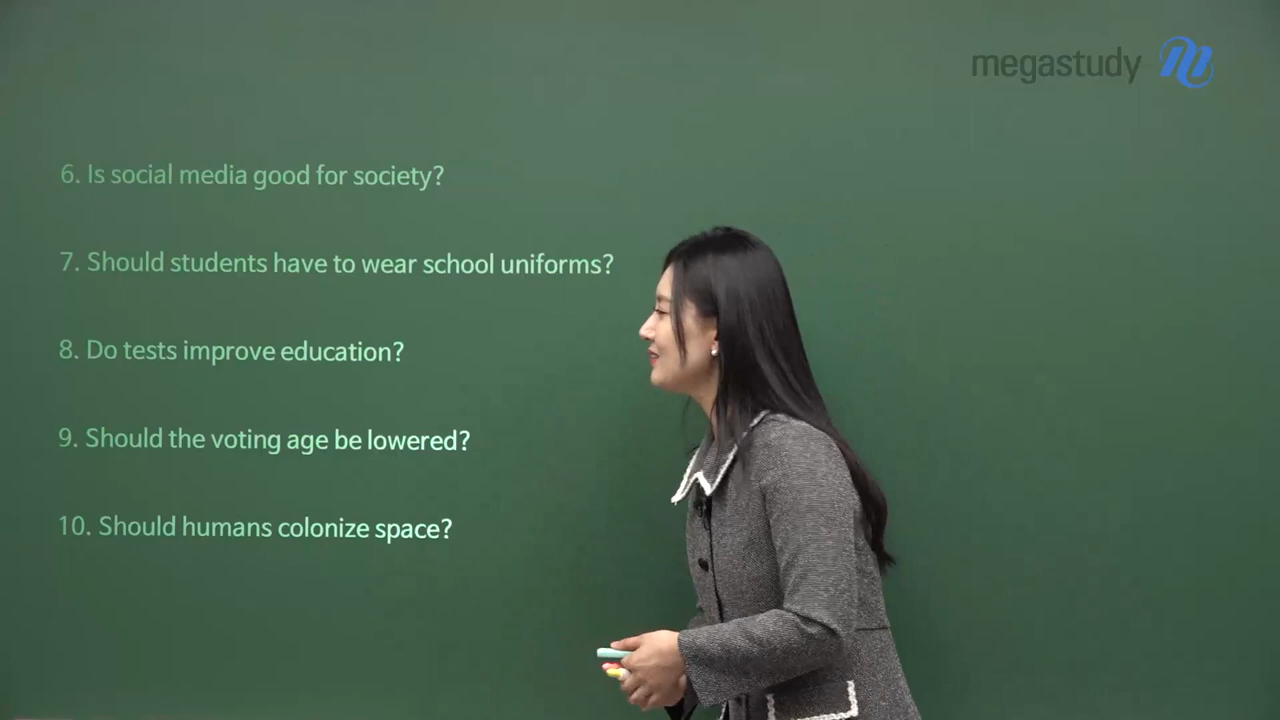 megastudy
6. Is social media good for society?
7. Should students have to wear school uniforms?
8. Do tests improve education?
9. Should the voting age be lowered?
10. Should humans colonize space?